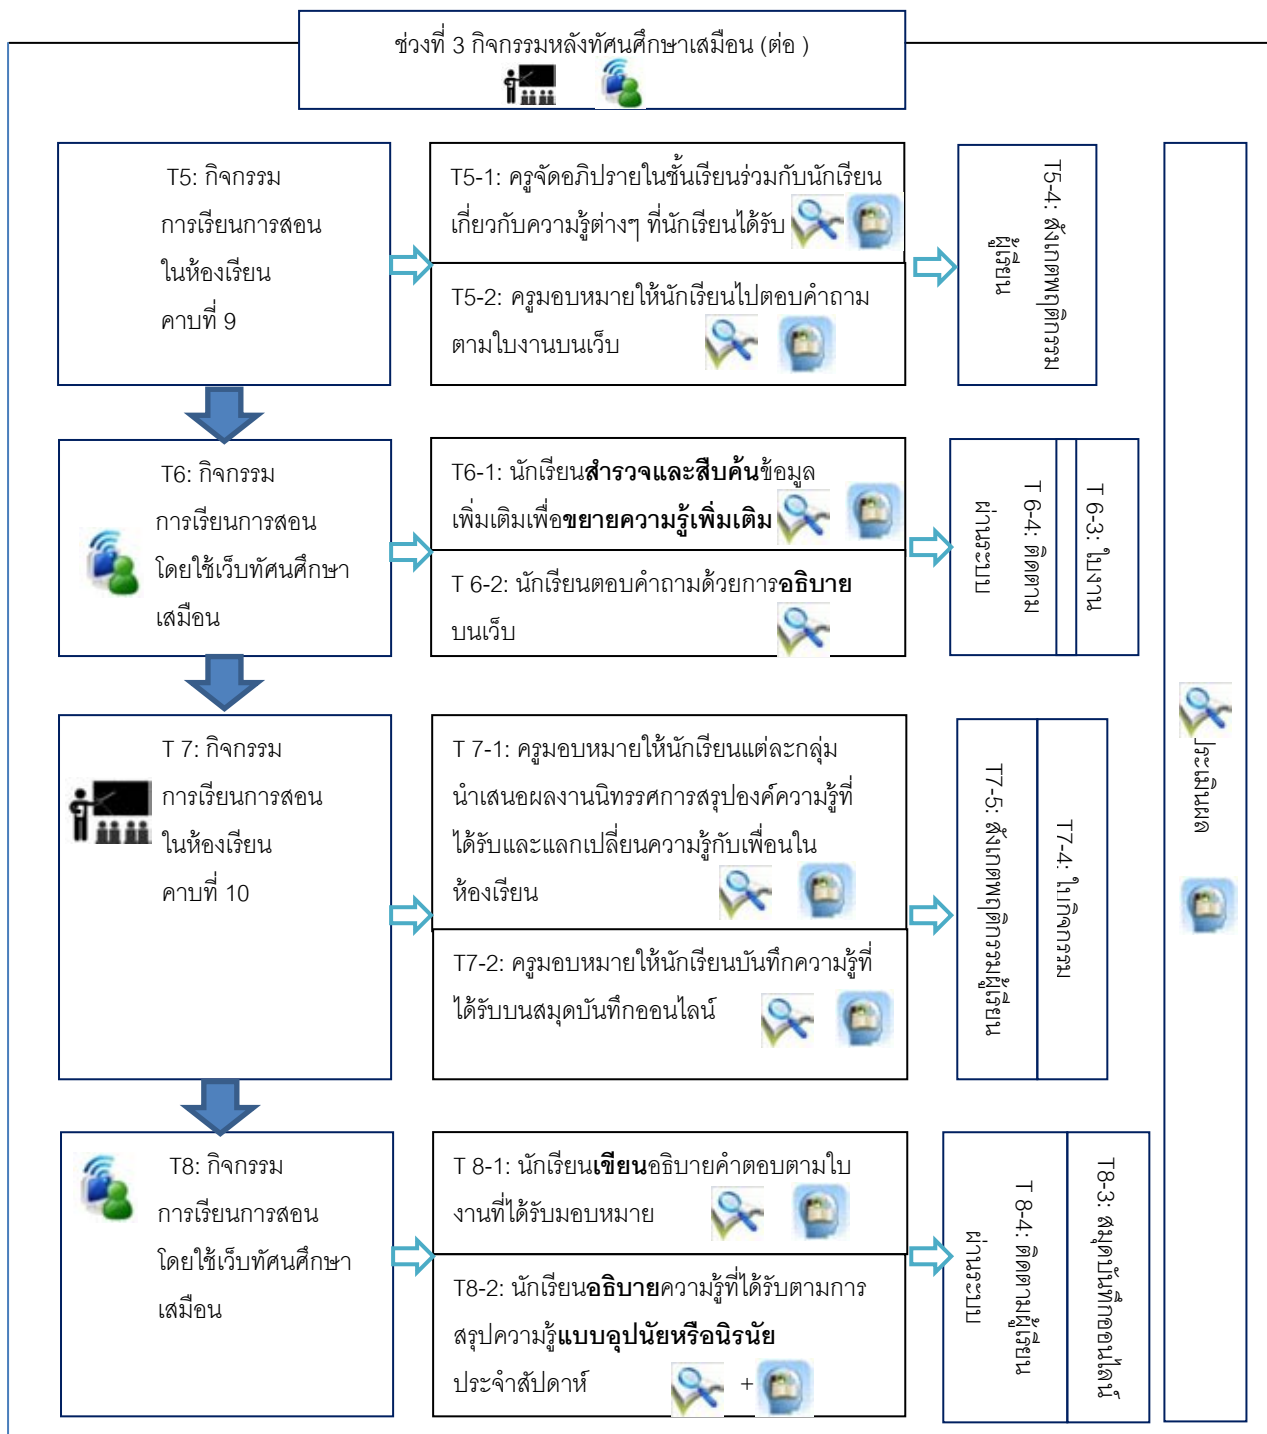 ช่วงที่ 3 กิจกรรมหลังทัศนศึกษาเสมือน (ต่อ )
T5: กิจกรรม
การเรียนการสอน
ในห้องเรียน
คาบที่ 9
T5-1: ครูจัดอภิปรายในชั้นเรียนร่วมกับนักเรียน
เกี่ยวกับความรู้ต่างๆ ที่นักเรียนได้รับ
T5-2: ครูมอบหมายให้นักเรียนไปตอบคำถาม
ตามใบงานบนเว็บ
T5-4: สังเกตพฤติกรรม
ผู้เรียน
T6: กิจกรรม
การเรียนการสอน
โดยใช้เว็บทัศนศึกษา
เสมือน
T6-1: นักเรียนสำรวจและสืบค้นข้อมูล
เพิ่มเติมเพื่อขยายความรู้เพิ่มเติม
T 6-2: นักเรียนตอบคำถามด้วยการอธิบาย
บนเว็บ
T 6-3: ใบงาน
T 6-4: ติดตาม
ผ่านระบบ
T 7: กิจกรรม
การเรียนการสอน
ในห้องเรียน
คาบที่ 10
T 7-1: ครูมอบหมายให้นักเรียนแต่ละกลุ่ม
นำเสนอผลงานนิทรรศการสรุปองค์ความรู้ที่
ได้รับและแลกเปลี่ยนความรู้กับเพื่อนใน
ห้องเรียน
T7-2: ครูมอบหมายให้นักเรียนบันทึกความรู้ที่
ได้รับบนสมุดบันทึกออนไลน์
T7-4: ใบกิจกรรม
T7-5: สังเกตพฤติกรรมผู้เรียน
T8: กิจกรรม
การเรียนการสอน
โดยใช้เว็บทัศนศึกษา
เสมือน
T 8-1: นักเรียนเขียนอธิบายคำตอบตามใบ
งานที่ได้รับมอบหมาย
T8-2: นักเรียนอธิบายความรู้ที่ได้รับตามการ
สรุปความรู้แบบอุปนัยหรือนิรนัย
ประจำสัปดาห์ +
T8-3: สมุดบันทึกออนไลน์
T 8-4: ติดตามผู้เรียน
ผ่านระบบ
ประเมินผล